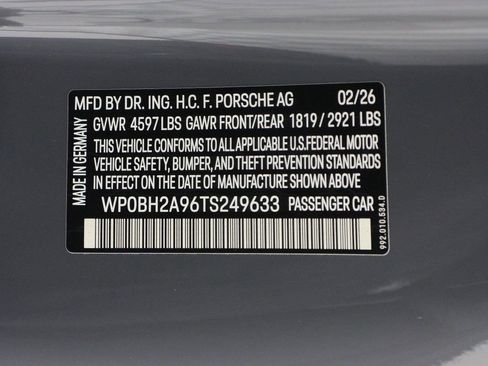 MFD BY DR. ING. H.C. F. PORSCHE AG 02/26
GVWR 4597 LBS GAWR FRONT/REAR 1819 / 2921 LBS
THIS VEHICLE CONFORMS TO ALL APPLICABLE U.S.FEDERAL MOTOR
VEHICLE SAFETY, BUMPER, AND THEFT PREVENTION STANDARDS
IN EFFECT ON THE DATE OF MANUFACTURE SHOWN ABOVE.
WP0BH2A96TS249633 PASSENGER CAR
MADE IN GERMANY
992.010.534.D